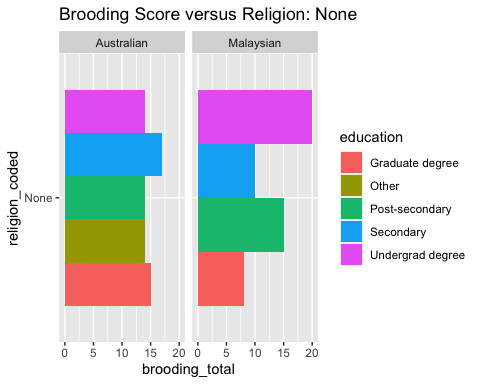 Brooding Score versus Religion: None
Australian
Malaysian
religion_coded
None
0 5 10 15 20
0 5 10 15 20
brooding_total
education
Graduate degree
Other
Post-secondary
Secondary
Undergrad degree